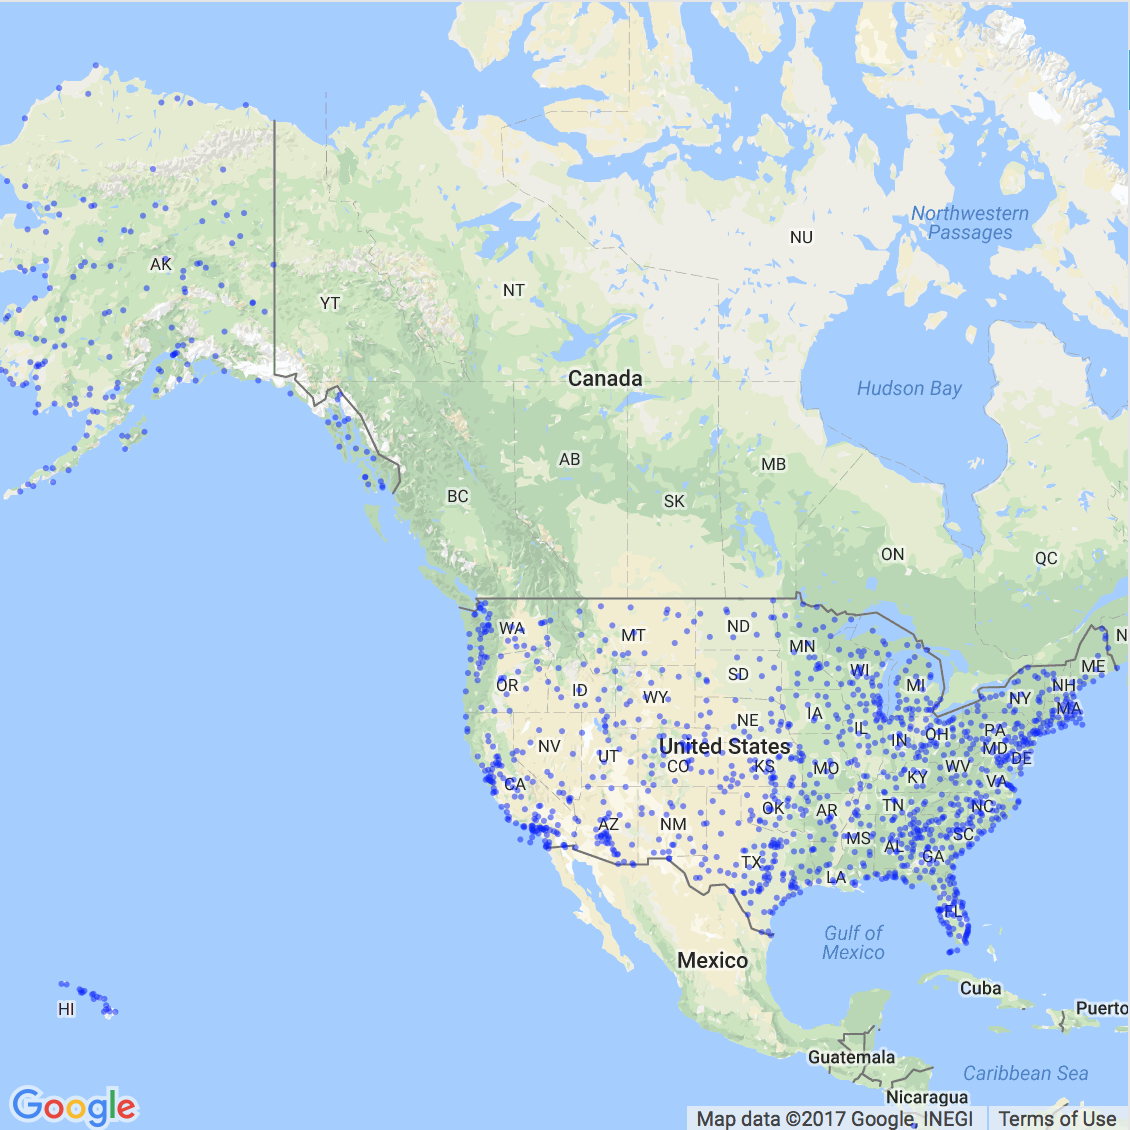 Northwestern
Passages
NU
AK
NT
YT
Canada
Hudson Bay
AB
MB
SK
BC
ON
QC
WA
ND
MT
N
MN
ME
WI
SD
MI
NH
OR
ID
WY
NY
MA
IA
NE
IL
PA
OH
IN
NV
United States
MD
UT
DE
CO
KS
MO
WV
KY
CA
VA
OK
AR
TN
NC
AZ
NM
MS
SC
AL
GA
TX
LA
FL
Gulf of
Mexico
Mexico
Cuba
HI
Puerto
Guatemala
Caribbean Sea
Nicaragua
Google
Map data ©2017 Google, INEGI
Terms of Use